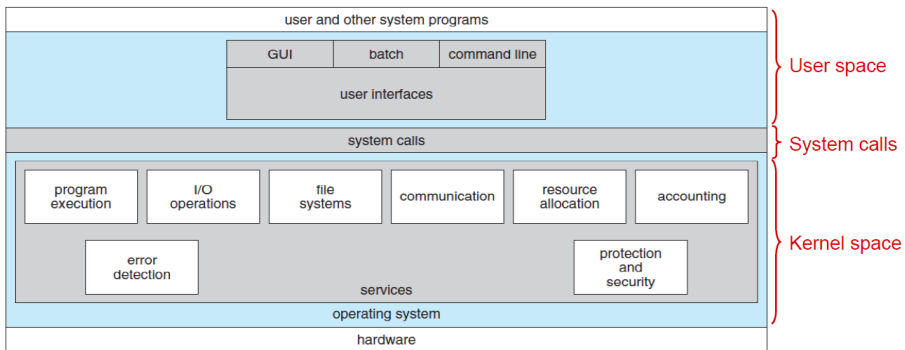 user and other system programs
GUI batch command line
user interfaces
User space
system calls
System calls
program execution
I/O operations
file systems
communication
resource allocation
accounting
error detection
protection and security
services
Kernel space
operating system
hardware